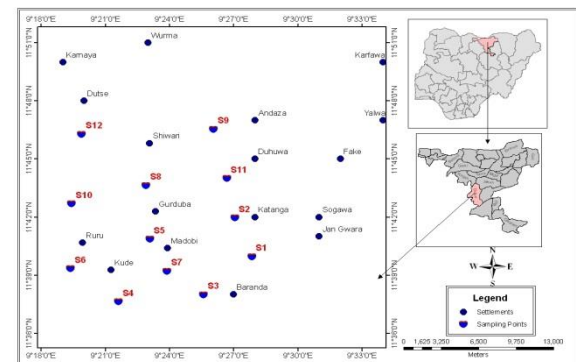 9°18'0"E 9°21'0"E 9°24'0"E 9°27'0"E 9°30'0"E 9°33'0"E
11°51'0"N
11°48'0"N
11°45'0"N
11°42'0"N
11°39'0"N
11°36'0"N
Wurma
Kamaya
Karfawa
Dutse
S12
S9
Andaza
Yalwa
Shiwari
Duhuwa
Fake
S8
S11
S10
Gurduba
S2
Katanga
Sogawa
Jan Gwara
Ruru
S5
Madobi
S1
S6
Kude
S7
S4
S3
Baranda
N
W E
S
Legend
Settlements
Sampling Points
0 1,625 3,250 6,500 9,750 13,000
Meters